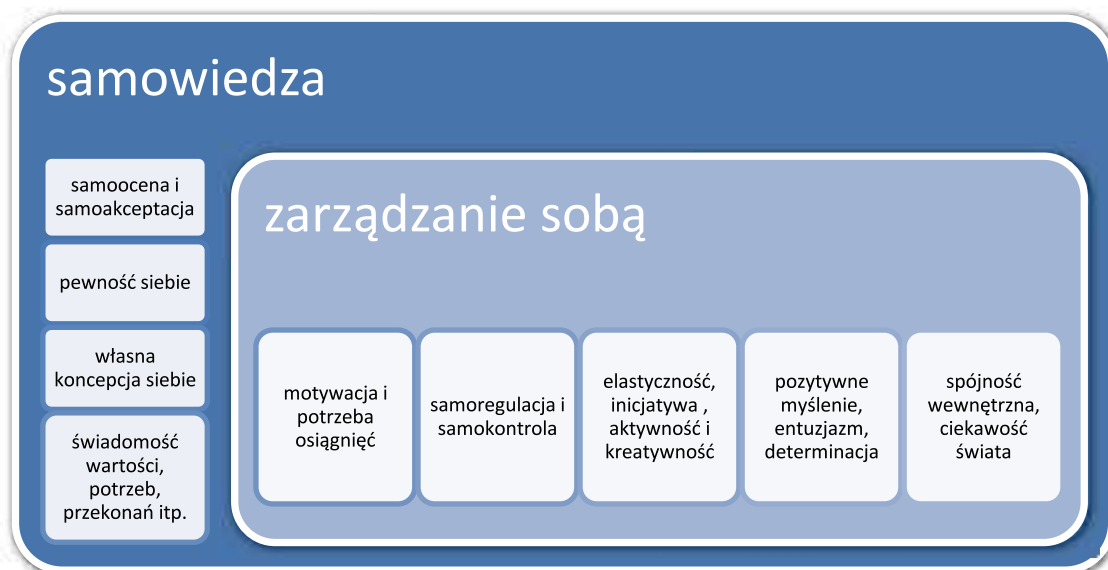 samowiedza
samoocena i
samoakceptacja
pewność siebie
własna
koncepcja siebie
świadomość
wartości,
potrzeb,
przekonań itp.
zarządzanie sobą
motywacja i
potrzeba
osiągnięć
samoregulacja i
samokontrola
elastyczność,
inicjatywa ,
aktywność i
kreatywność
pozytywne
myślenie,
entuzjazm,
determinacja
spójność
wewnętrzna,
ciekawość
świata